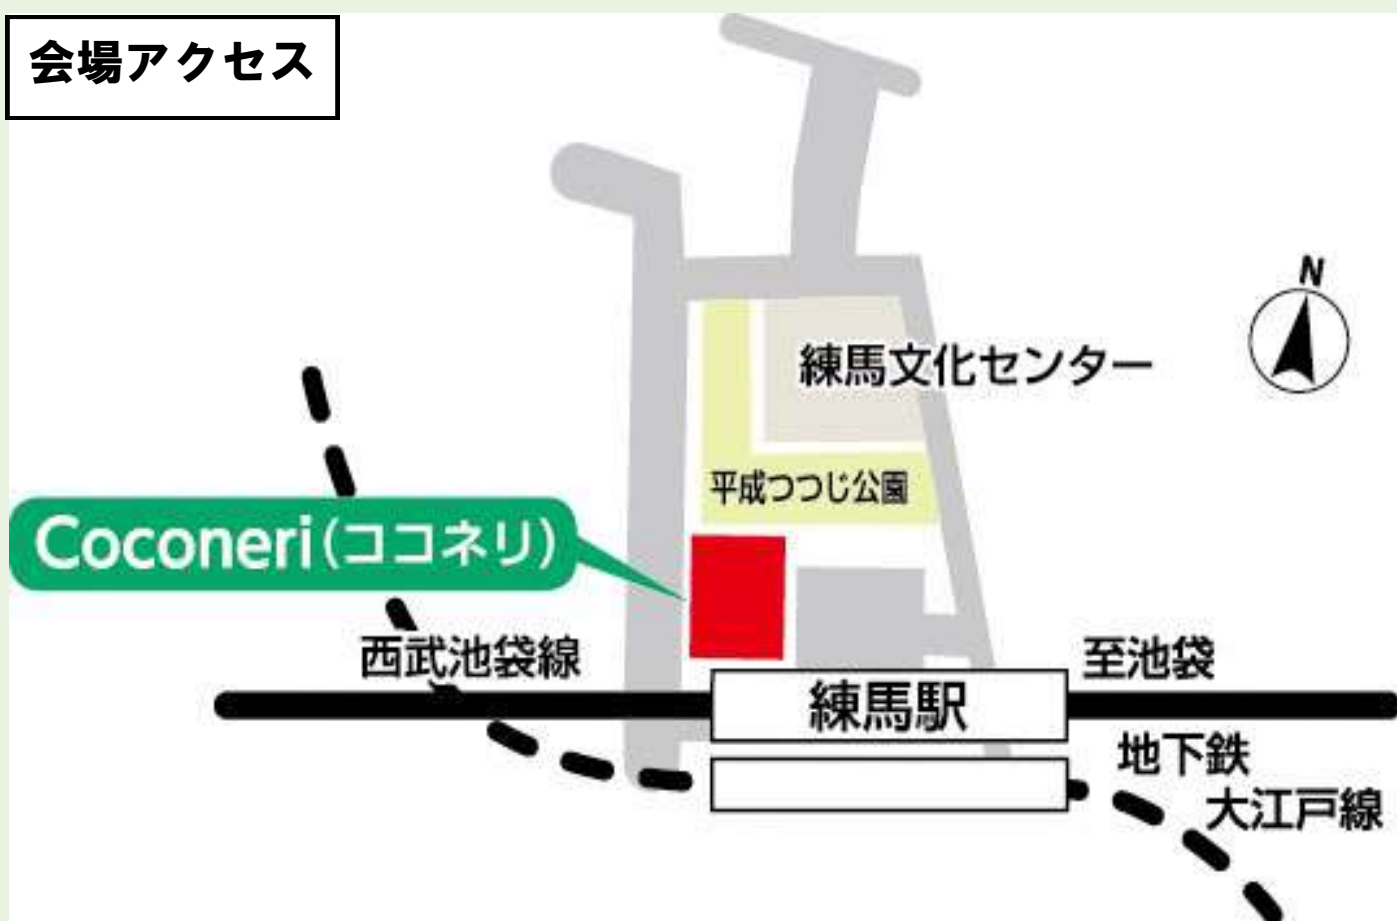 会場アクセス
N
練馬文化センター
平成つつじ公園
Coconeri(ココネリ)
西武池袋線
至池袋
練馬駅
地下鉄
大江戸線